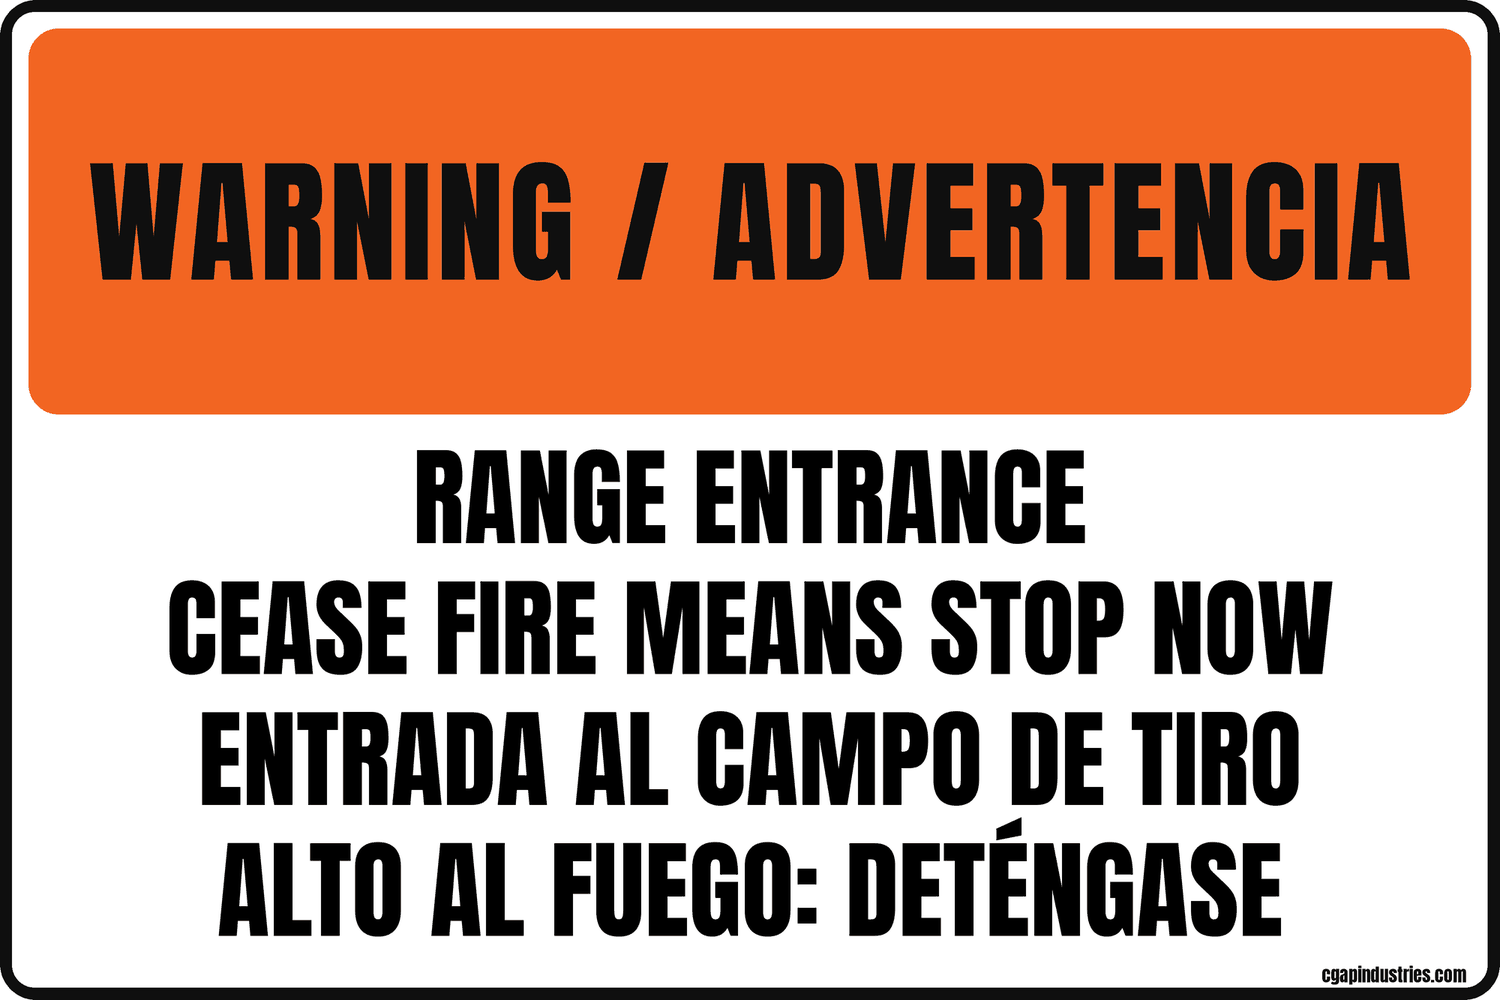 WARNING / ADVERTENCIA
RANGE ENTRANCE
CEASE FIRE MEANS STOP NOW
ENTRADA AL CAMPO DE TIRO
ALTO AL FUEGO: DETÉNGASE
cgapindustries.com